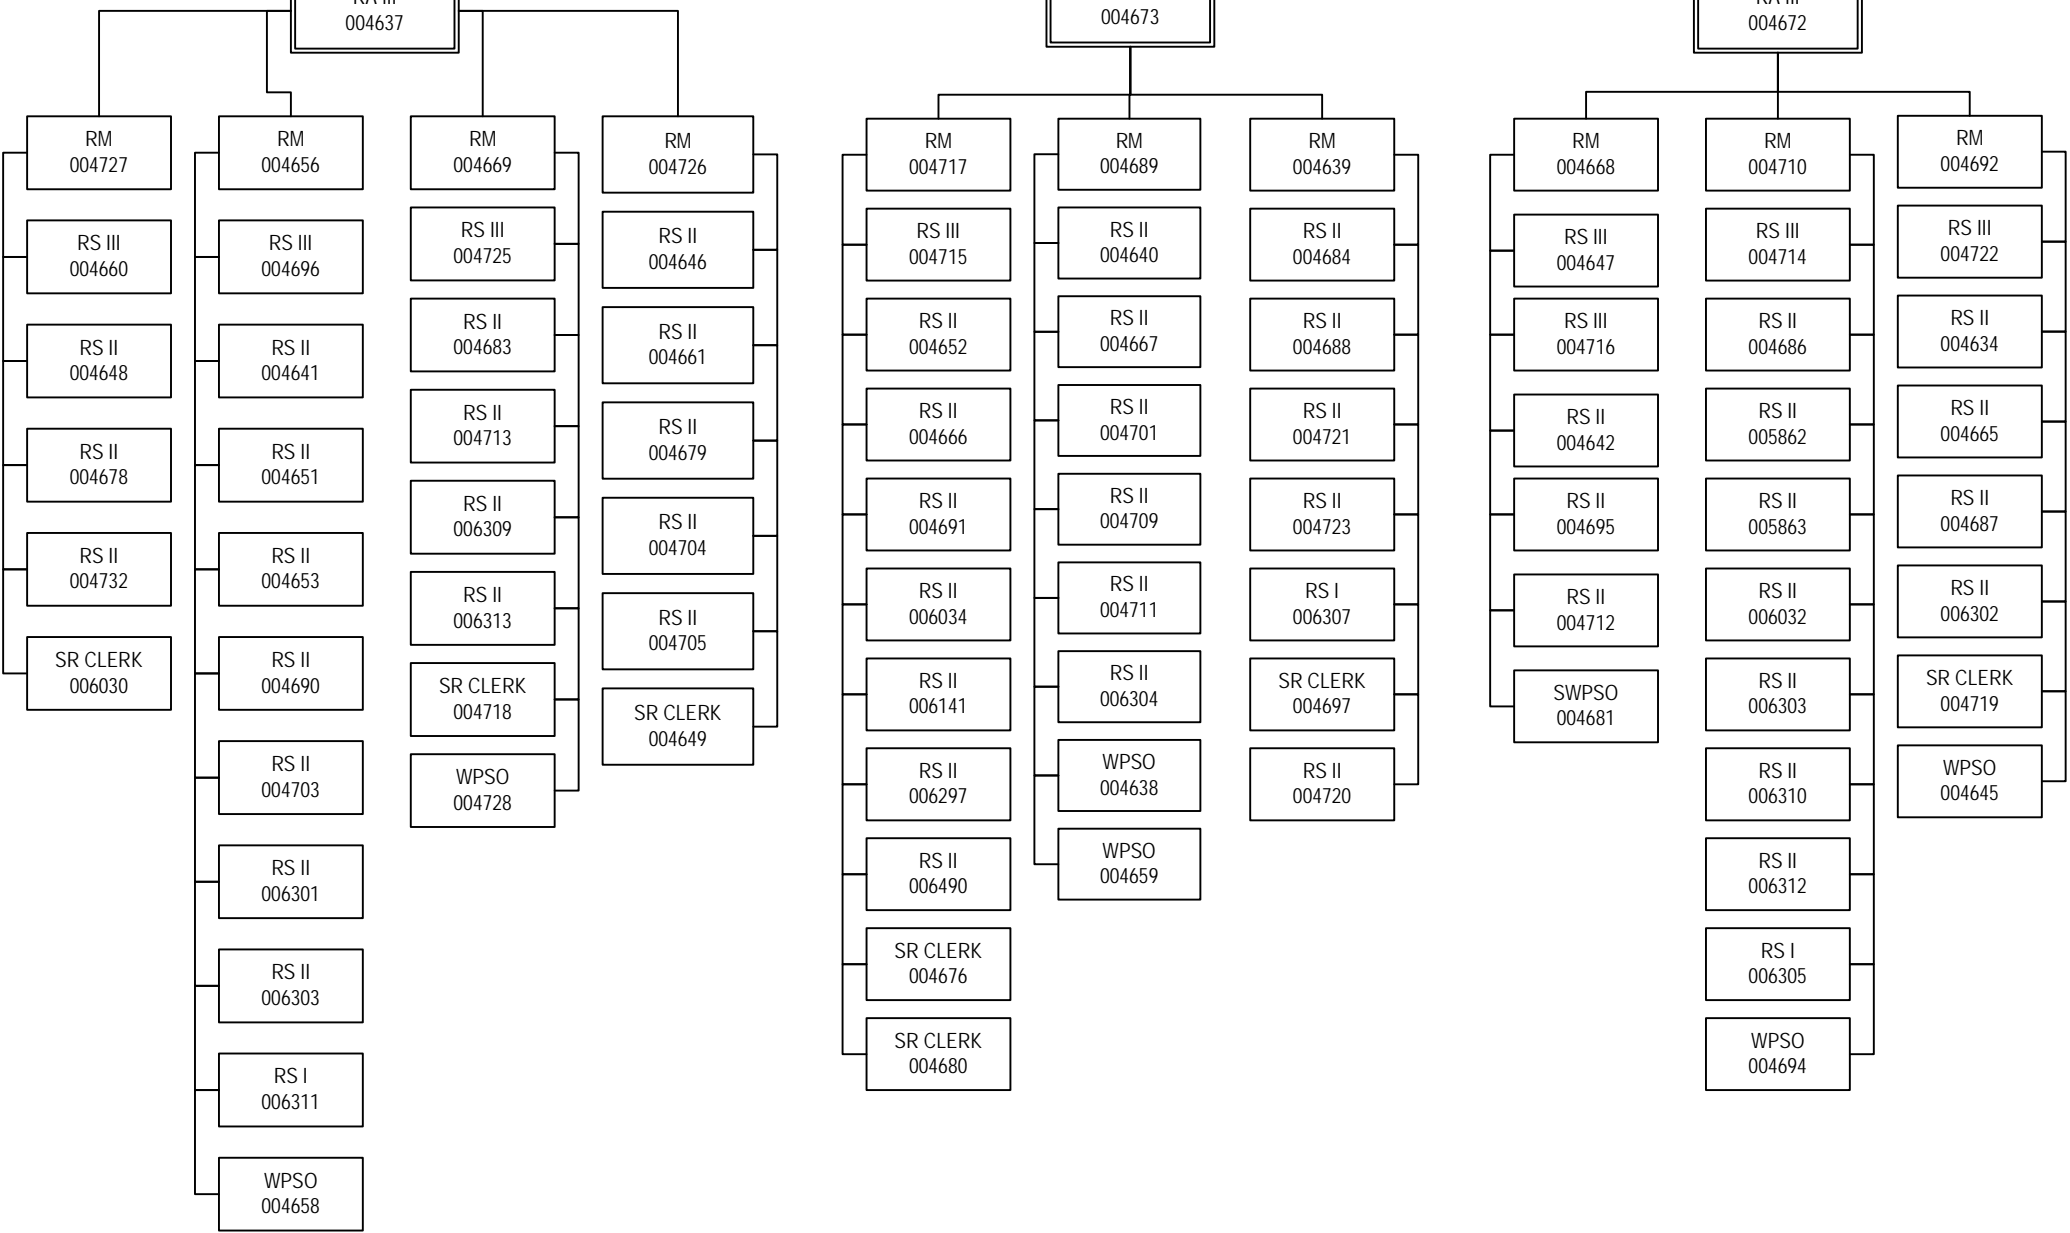 RA III
004637
004673
RA III
004672
RM
004727
RS III
004660
RS II
004648
RS II
004678
RS II
004732
SR CLERK
006030
RM
004656
RS III
004696
RS II
004641
RS II
004651
RS II
004653
RS II
004690
RS II
004703
RS II
006301
RS II
006303
RS I
006311
WPSO
004658
RM
004669
RS III
004725
RS II
004683
RS II
004713
RS II
006309
RS II
006313
SR CLERK
004718
WPSO
004728
RM
004726
RS II
004646
RS II
004661
RS II
004679
RS II
004704
RS II
004705
SR CLERK
004649
RM
004717
RS III
004715
RS II
004652
RS II
004666
RS II
004691
RS II
006034
RS II
006141
RS II
006297
RS II
006490
SR CLERK
004676
SR CLERK
004680
RM
004689
RS II
004640
RS II
004667
RS II
004701
RS II
004709
RS II
004711
RS II
006304
WPSO
004638
WPSO
004659
RM
004639
RS II
004684
RS II
004688
RS II
004721
RS II
004723
RS I
006307
SR CLERK
004697
RS II
004720
RM
004668
RS III
004647
RS III
004716
RS II
004642
RS II
004695
RS II
004712
SWPSO
004681
RM
004710
RS III
004714
RS II
004686
RS II
005862
RS II
005863
RS II
006032
RS II
006303
RS II
006310
RS II
006312
RS I
006305
WPSO
004694
RM
004692
RS III
004722
RS II
004634
RS II
004665
RS II
004687
RS II
006302
SR CLERK
004719
WPSO
004645